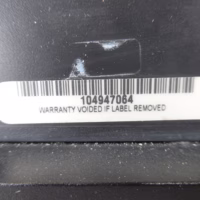 104947064
WARRANTY VOIDED IF LABEL REMOVED